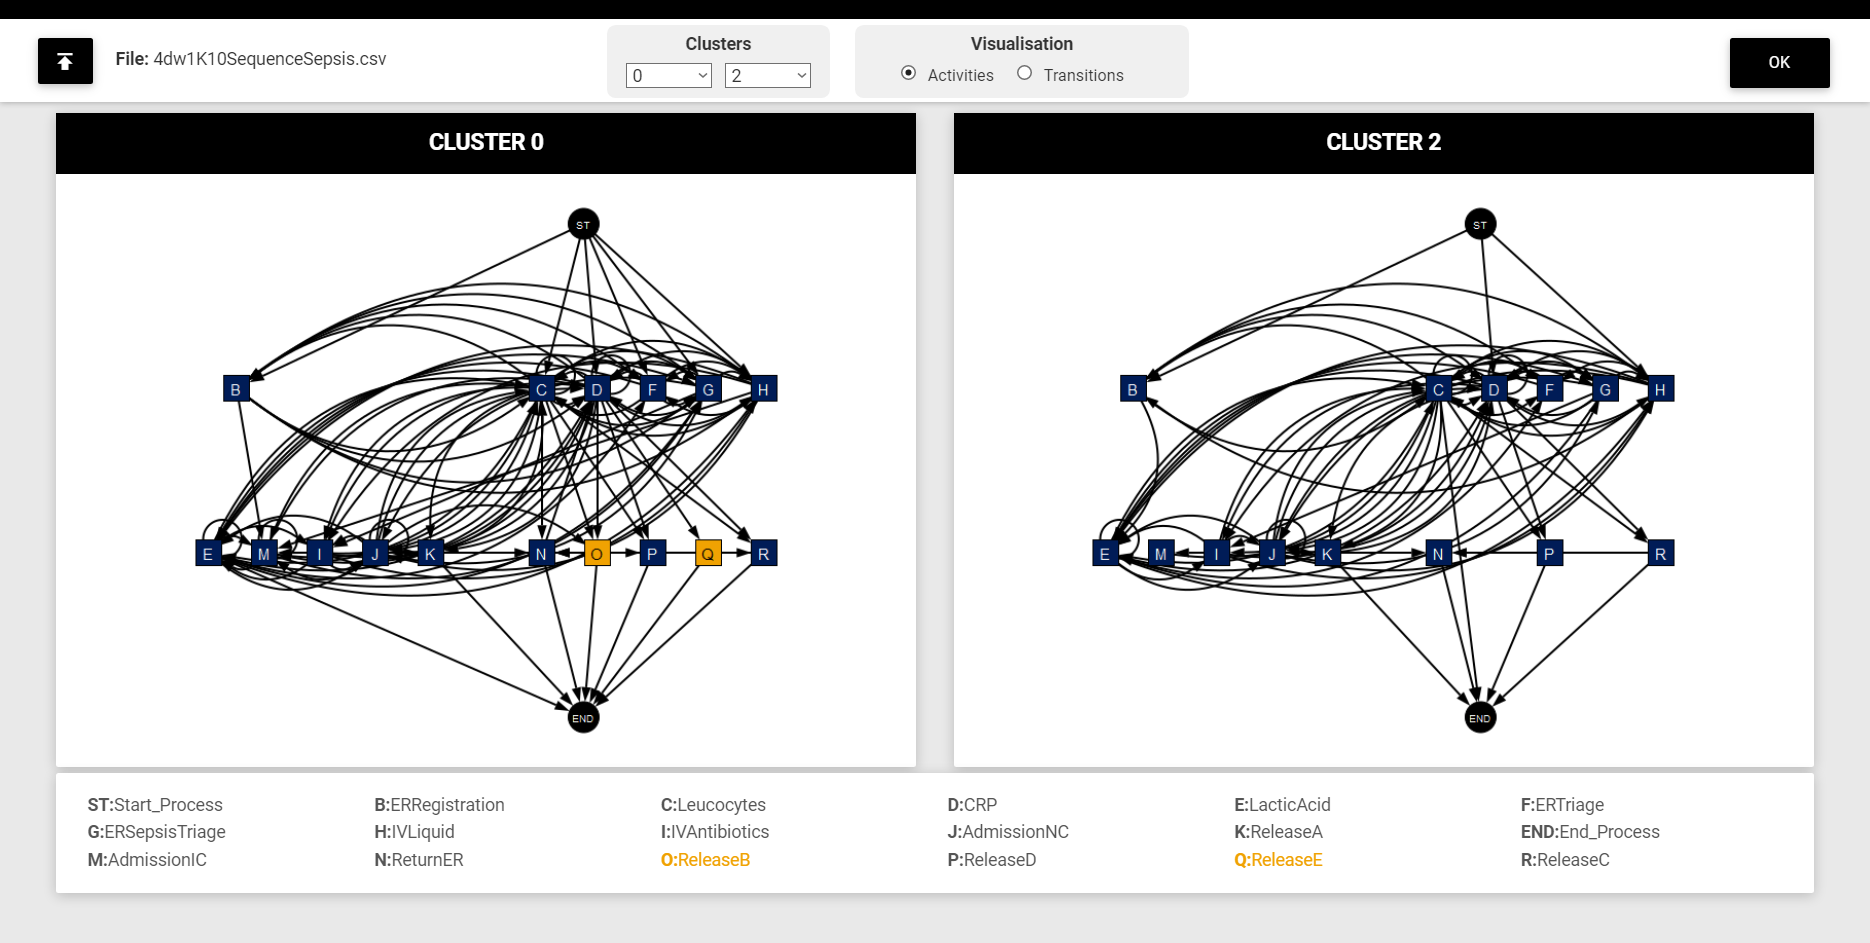 File: 4dw1K10SequenceSepsis.csv
Clusters
0 2
Visualisation
Activities Transitions
OK
CLUSTER 0
ST
B C D F G H
E M I J K N O P Q R
END
CLUSTER 2
ST
B C D F G H
E M I J K N P R
END
ST:Start_Process B:ERRegistration C:Leucocytes D:CRP E:LacticAcid F:ERTriage
G:ERSepsisTriage H:IVLiquid I:IVAntibiotics J:AdmissionNC K:ReleaseA END:End_Process
M:AdmissionIC N:ReturnER O:ReleaseB P:ReleaseD Q:ReleaseE R:ReleaseC